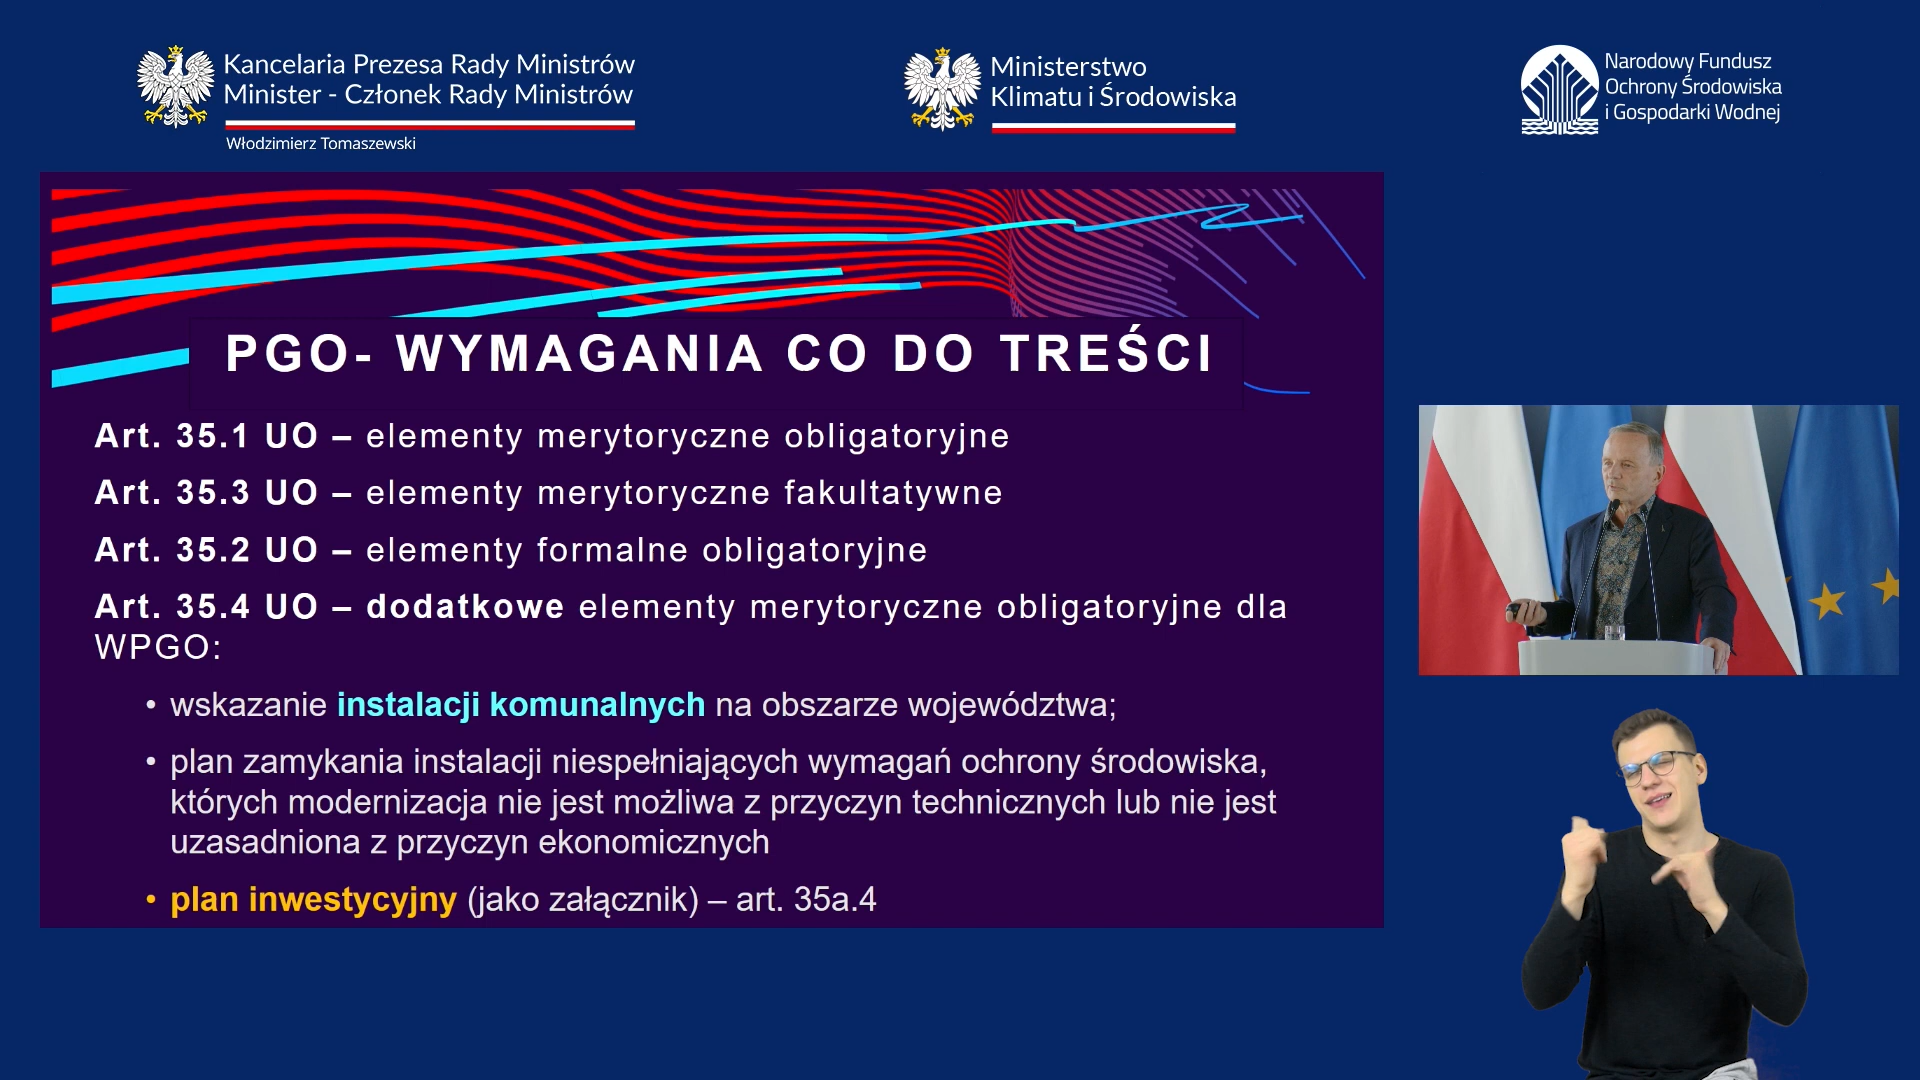 Kancelaria Prezesa Rady Ministrów
Minister - Członek Rady Ministrów
Włodzimierz Tomaszewski
Ministerstwo
Klimatu i Środowiska
Narodowy Fundusz
Ochrony Środowiska
i Gospodarki Wodnej
PGO- WYMAGANIA CO DO TREŚCI
Art. 35.1 UO – elementy merytoryczne obligatoryjne
Art. 35.3 UO – elementy merytoryczne fakultatywne
Art. 35.2 UO – elementy formalne obligatoryjne
Art. 35.4 UO – dodatkowe elementy merytoryczne obligatoryjne dla
WPGO:
• wskazanie instalacji komunalnych na obszarze województwa;
• plan zamykania instalacji niespełniających wymagań ochrony środowiska,
których modernizacja nie jest możliwa z przyczyn technicznych lub nie jest
uzasadniona z przyczyn ekonomicznych
• plan inwestycyjny (jako załącznik) – art. 35a.4